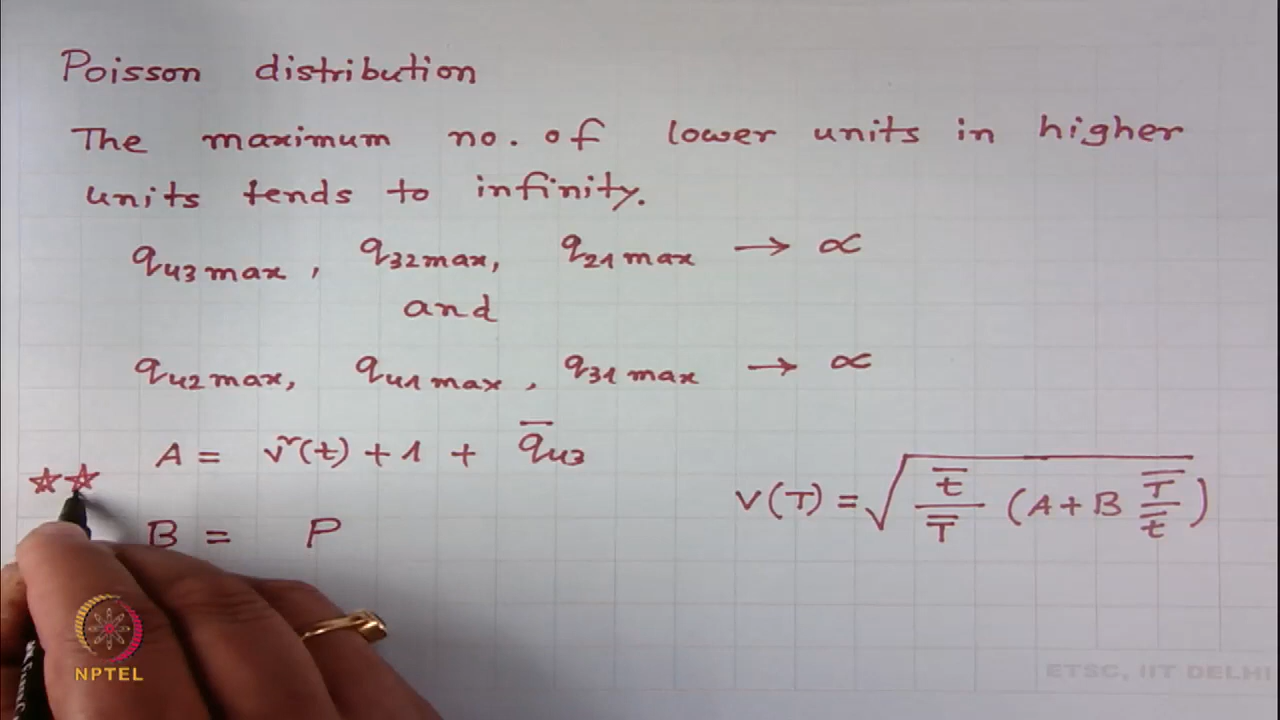 Poisson distribution
The maximum no. of lower units in higher
units tends to infinity.
q43max, q32max, q21max → ∝
and
q42max, q41max, q31max → ∝
A = V²(t) + 1 + q̅43
B = P
V(T) = √(t̅/T̅ (A + B T̅/t̅))
NPTEL
ETSC, IIT DELHI